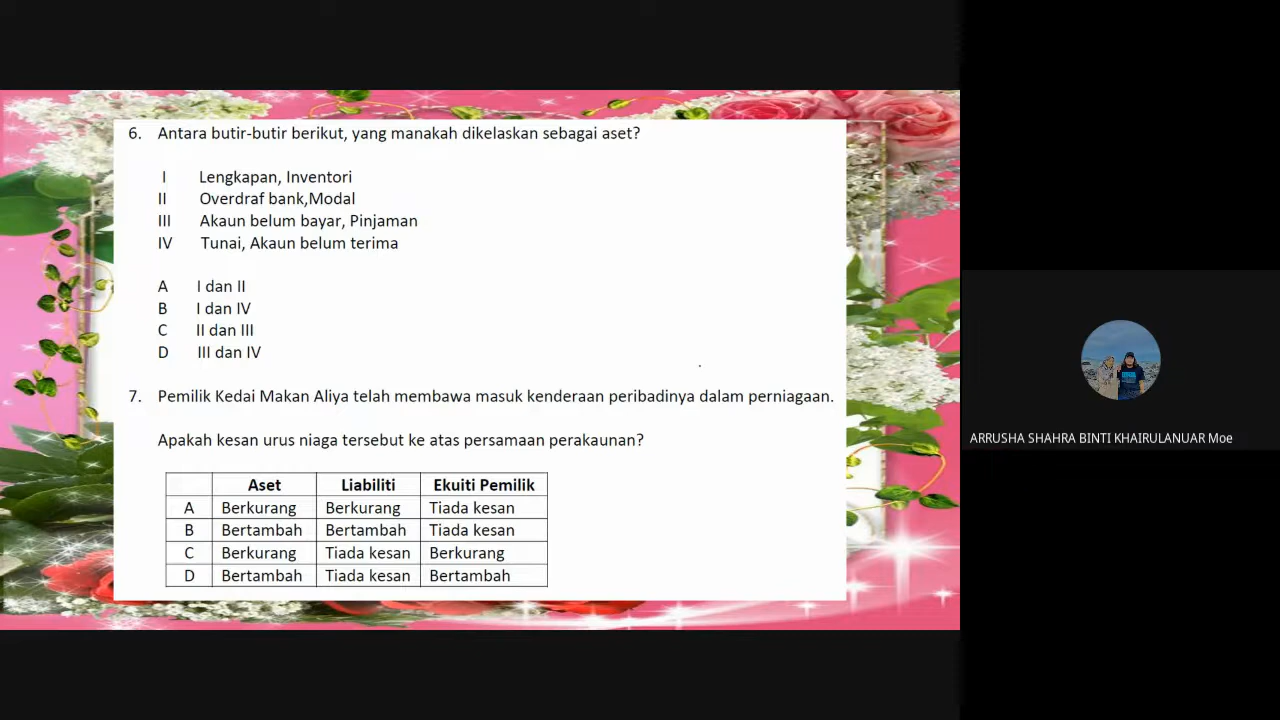 6. Antara butir-butir berikut, yang manakah dikelaskan sebagai aset?
I Lengkapan, Inventori
II Overdraf bank,Modal
III Akaun belum bayar, Pinjaman
IV Tunai, Akaun belum terima
A I dan II
B I dan IV
C II dan III
D III dan IV
7. Pemilik Kedai Makan Aliya telah membawa masuk kenderaan peribadinya dalam perniagaan.
Apakah kesan urus niaga tersebut ke atas persamaan perakaunan?
Aset Liabiliti Ekuiti Pemilik
A Berkurang Berkurang Tiada kesan
B Bertambah Bertambah Tiada kesan
C Berkurang Tiada kesan Berkurang
D Bertambah Tiada kesan Bertambah
ARRUSHA SHAHRA BINTI KHAIRULANUAR Moe